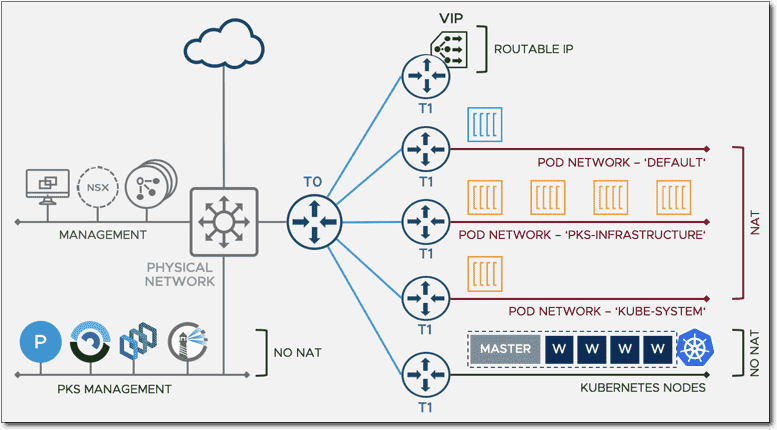 VIP
ROUTABLE IP
T1
T1
POD NETWORK – 'DEFAULT'
NSX
MANAGEMENT
T0
T1
POD NETWORK – 'PKS-INFRASTRUCTURE'
NAT
PHYSICAL
NETWORK
T1
POD NETWORK – 'KUBE-SYSTEM'
P
NO NAT
PKS MANAGEMENT
MASTER
W
W
W
W
NO NAT
T1
KUBERNETES NODES